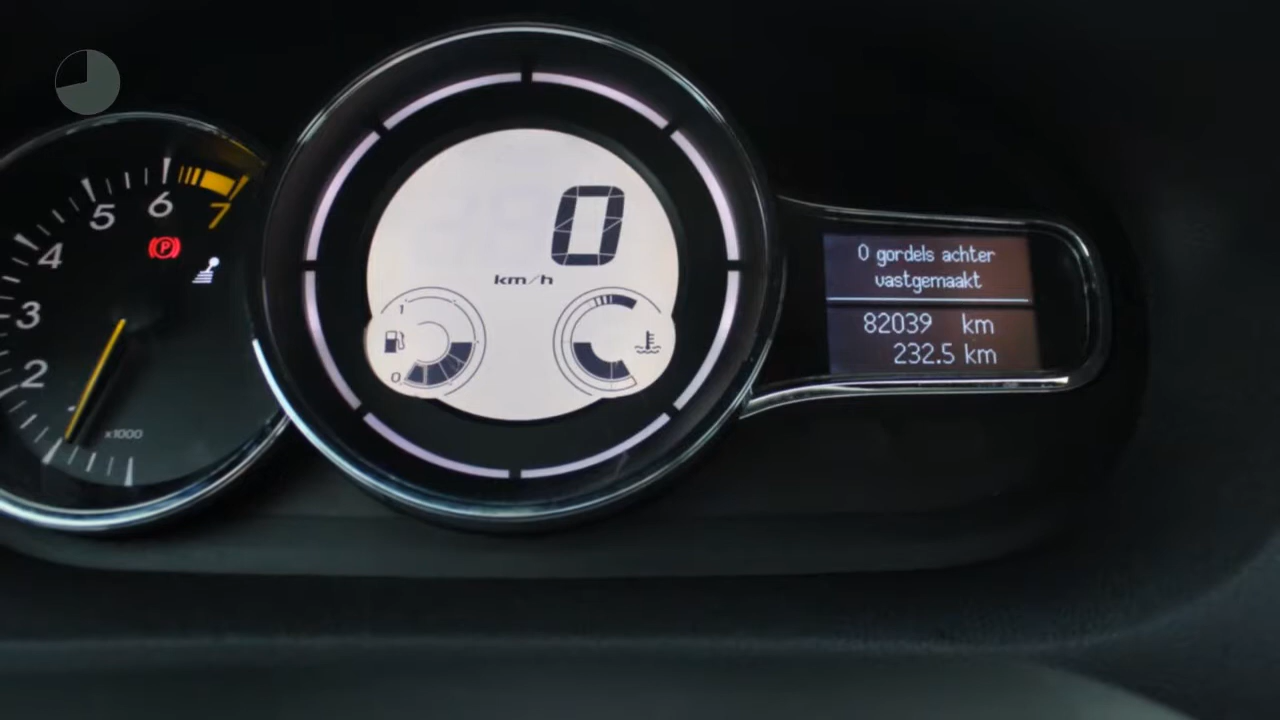 5 6 7
4
3
2
x1000
P
0
km/h
1
0
0 gordels achter
vastgemaakt
82039 km
232.5 km